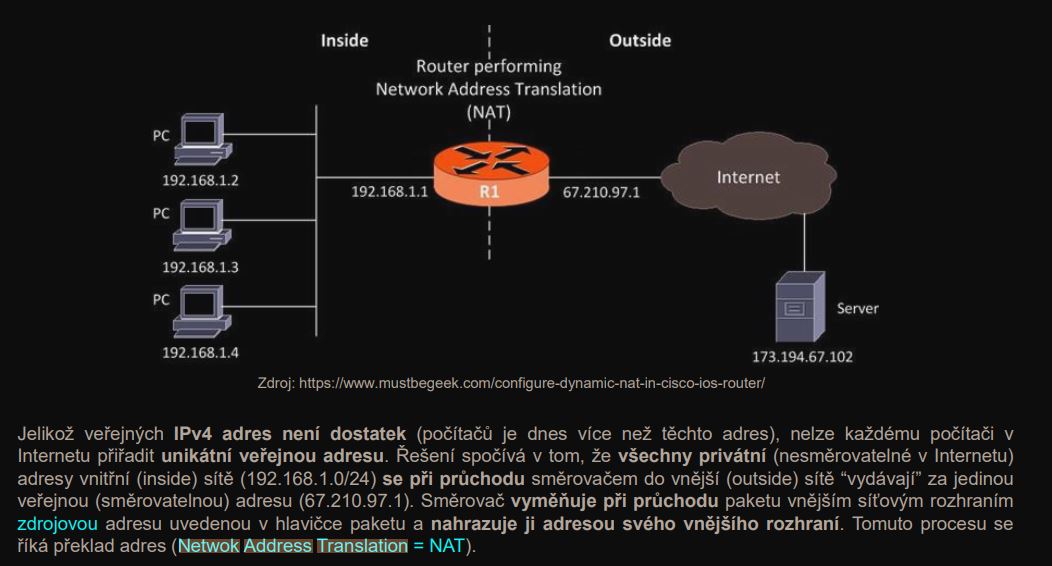 Inside
Outside
Router performing
Network Address Translation
(NAT)
PC
192.168.1.2
192.168.1.1
R1
67.210.97.1
Internet
PC
192.168.1.3
PC
192.168.1.4
Server
173.194.67.102
Zdroj: https://www.mustbegeek.com/configure-dynamic-nat-in-cisco-ios-router/
Jelikož veřejných IPv4 adres není dostatek (počítačů je dnes více než těchto adres), nelze každému počítači v
Internetu přiřadit unikátní veřejnou adresu. Řešení spočívá v tom, že všechny privátní (nesměrovatelné v Internetu)
adresy vnitřní (inside) sítě (192.168.1.0/24) se při průchodu směrovačem do vnější (outside) sítě “vydávají” za jedinou
veřejnou (směrovatelnou) adresu (67.210.97.1). Směrovač vyměňuje při průchodu paketu vnějším síťovým rozhraním
zdrojovou adresu uvedenou v hlavičce paketu a nahrazuje ji adresou svého vnějšího rozhraní. Tomuto procesu se
říká překlad adres (Netwok Address Translation = NAT).